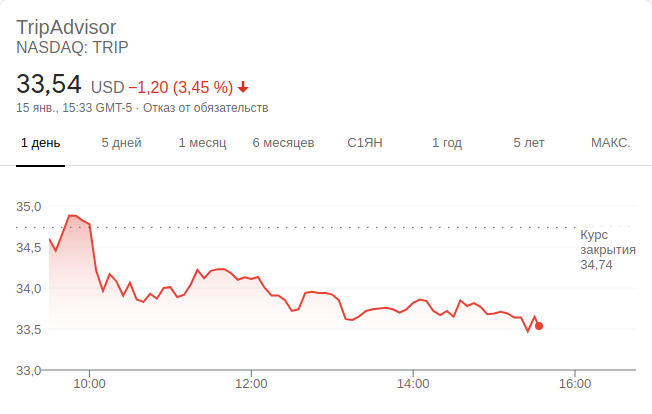 TripAdvisor
NASDAQ: TRIP
33,54 USD −1,20 (3,45 %)
15 янв., 15:33 GMT-5 · Отказ от обязательств
1 день 5 дней 1 месяц 6 месяцев С1ЯН 1 год 5 лет МАКС.
35,0
Курс
закрытия
34,74
34,5
34,0
33,5
33,0
10:00 12:00 14:00 16:00